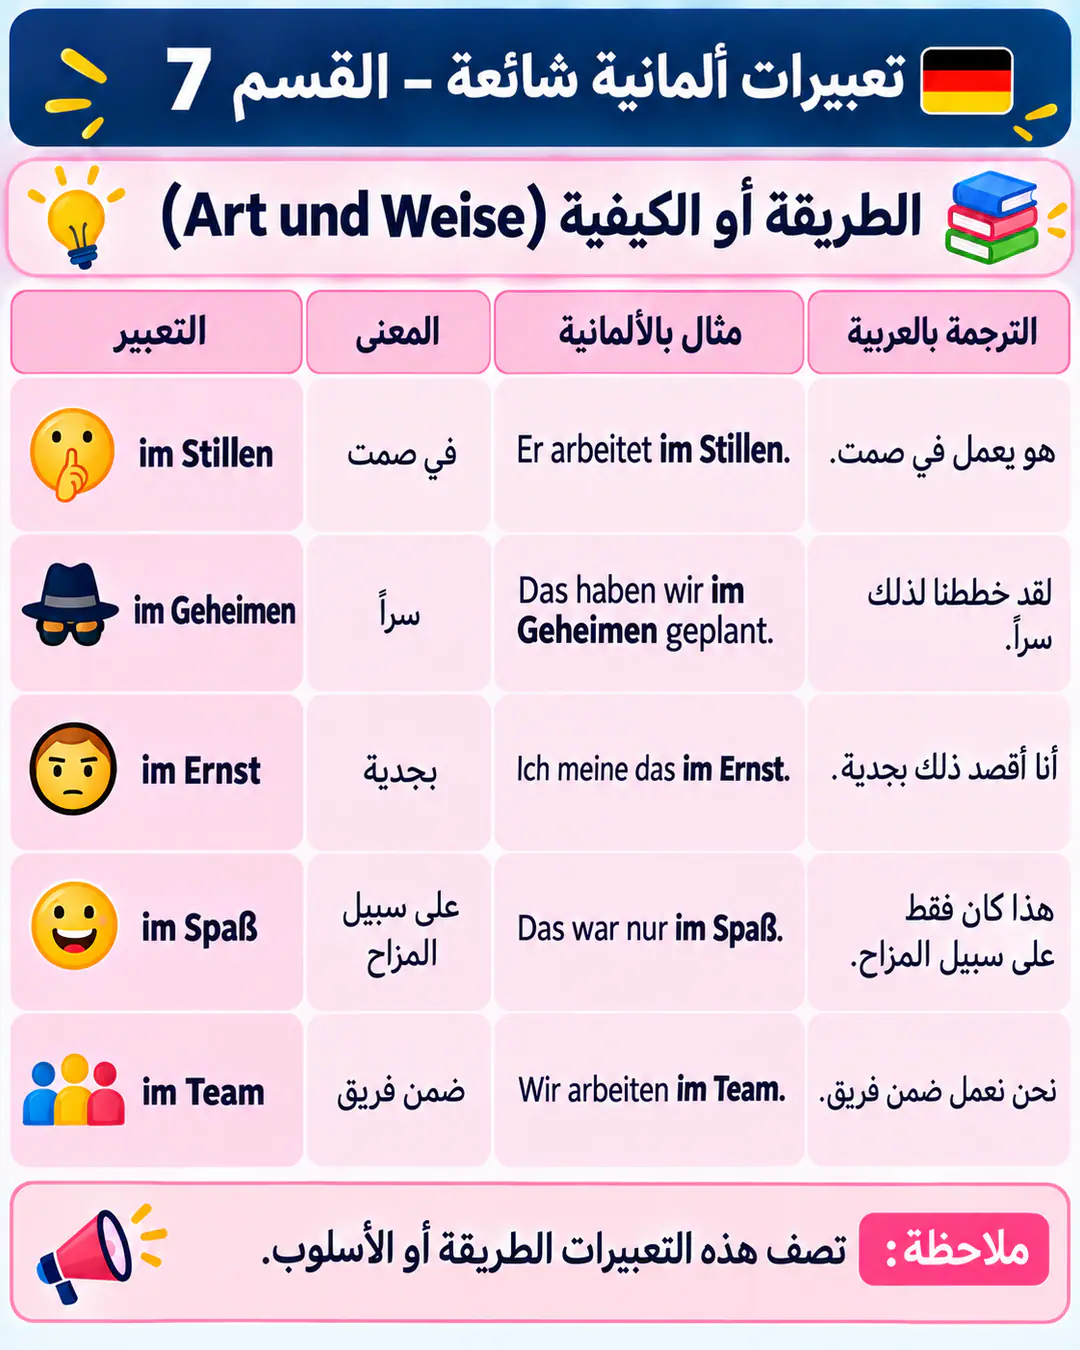 تعبيرات ألمانية شائعة – القسم 7
الطريقة أو الكيفية (Art und Weise)
التعبير
المعنى
مثال بالألمانية
الترجمة بالعربية
im Stillen
في صمت
Er arbeitet im Stillen.
هو يعمل في صمت.
im Geheimen
سراً
Das haben wir im
Geheimen geplant.
لقد خططنا لذلك
سراً.
im Ernst
بجدية
Ich meine das im Ernst.
أنا أقصد ذلك بجدية.
im Spaß
على سبيل
المزاح
Das war nur im Spaß.
هذا كان فقط
على سبيل المزاح.
im Team
ضمن فريق
Wir arbeiten im Team.
نحن نعمل ضمن فريق.
ملاحظة: تصف هذه التعبيرات الطريقة أو الأسلوب.